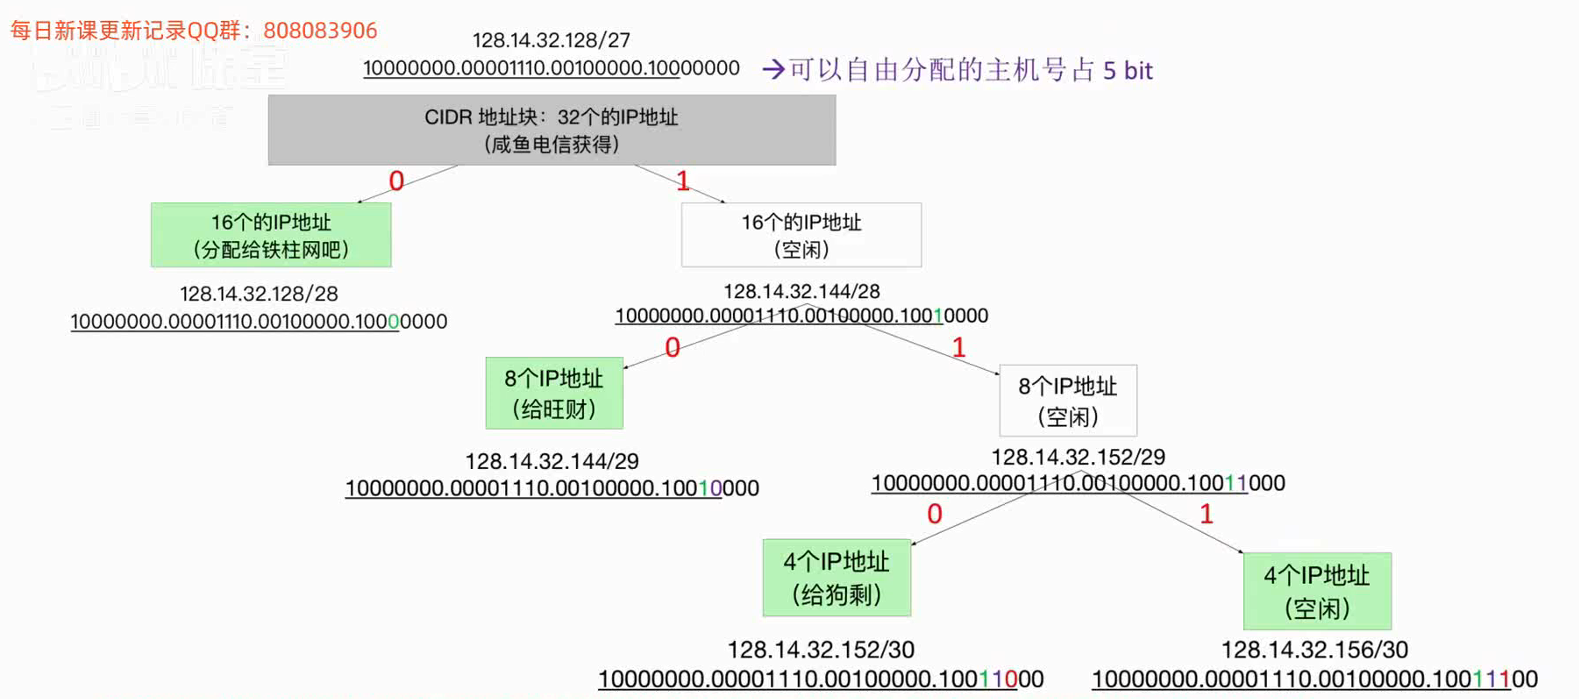 每日新课更新记录QQ群：808083906
128.14.32.128/27
10000000.00001110.00100000.10000000
→可以自由分配的主机号占 5 bit
CIDR 地址块：32个的IP地址
（咸鱼电信获得）
0
1
16个的IP地址
（分配给铁柱网吧）
16个的IP地址
（空闲）
128.14.32.128/28
10000000.00001110.00100000.10000000
128.14.32.144/28
10000000.00001110.00100000.10010000
0
1
8个IP地址
（给旺财）
8个IP地址
（空闲）
128.14.32.144/29
10000000.00001110.00100000.10010000
128.14.32.152/29
10000000.00001110.00100000.10011000
0
1
4个IP地址
（给狗剩）
4个IP地址
（空闲）
128.14.32.152/30
10000000.00001110.00100000.10011000
128.14.32.156/30
10000000.00001110.00100000.10011100